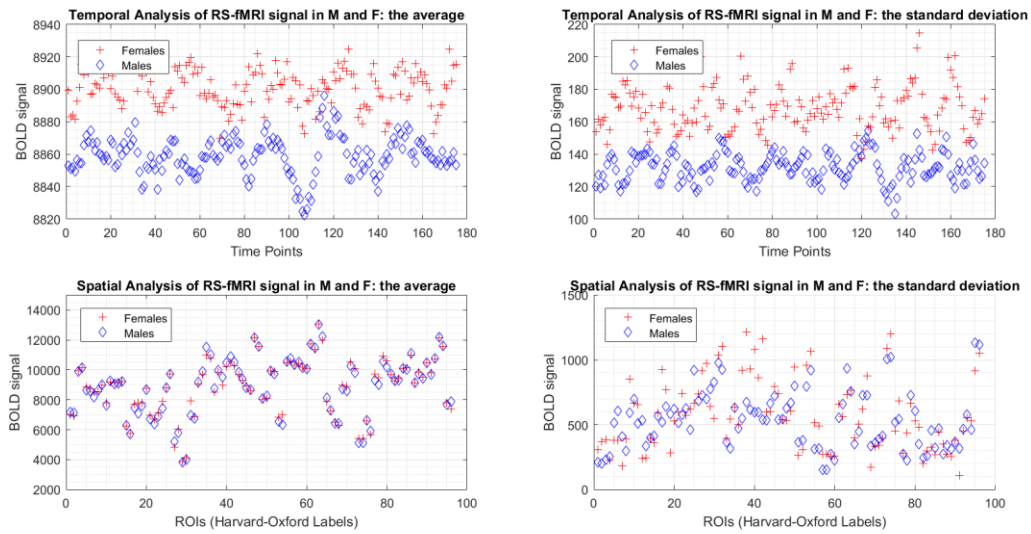 Temporal Analysis of RS-fMRI signal in M and F: the average
8940
8920
8900
8880
8860
8840
8820
BOLD signal
Females
Males
0 20 40 60 80 100 120 140 160 180
Time Points
Temporal Analysis of RS-fMRI signal in M and F: the standard deviation
220
200
180
160
140
120
100
BOLD signal
Females
Males
0 20 40 60 80 100 120 140 160 180
Time Points
Spatial Analysis of RS-fMRI signal in M and F: the average
14000
12000
10000
8000
6000
4000
2000
BOLD signal
Females
Males
0 20 40 60 80 100
ROIs (Harvard-Oxford Labels)
Spatial Analysis of RS-fMRI signal in M and F: the standard deviation
1500
1000
500
0
BOLD signal
Females
Males
0 20 40 60 80 100
ROIs (Harvard-Oxford Labels)